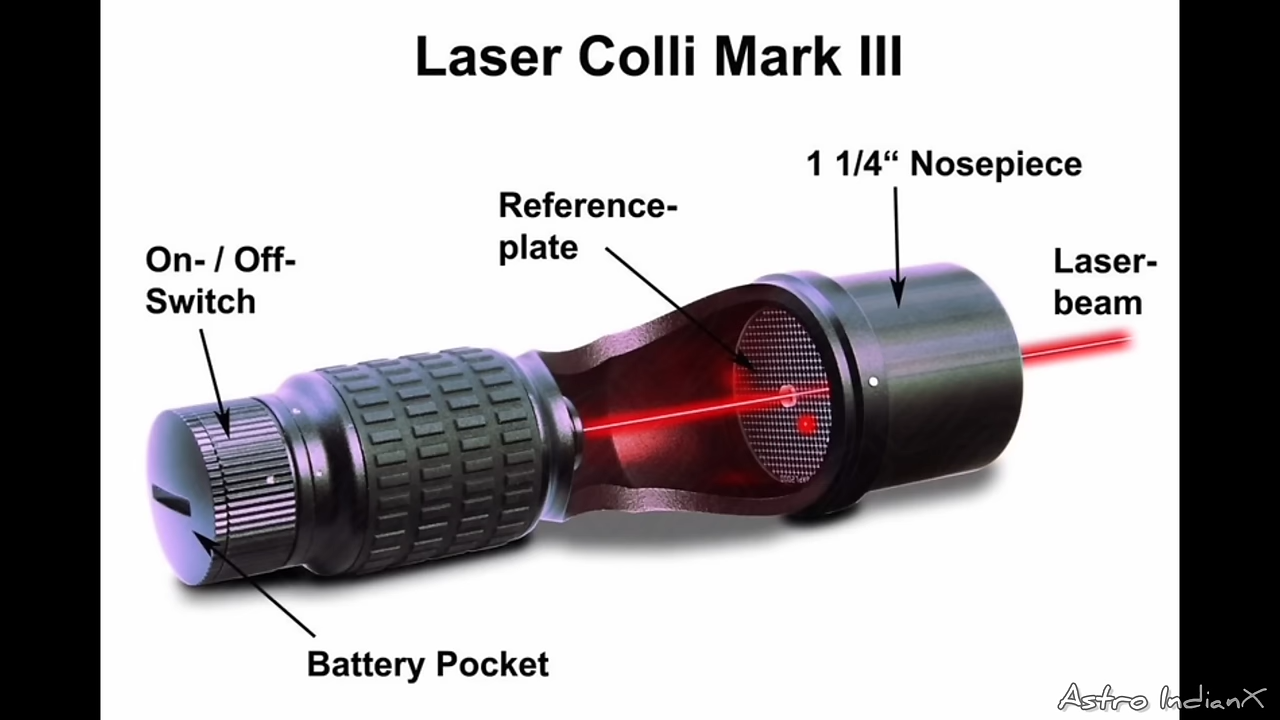 Laser Colli Mark III
1 1/4“ Nosepiece
Reference-
plate
On- / Off-
Switch
Laser-
beam
Battery Pocket
Astro IndianX